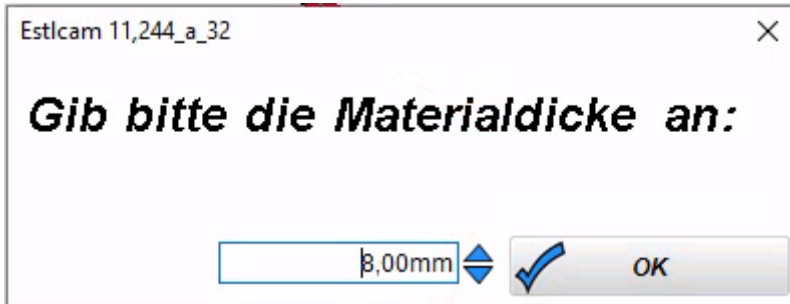 Estlcam 11,244_a_32
Gib bitte die Materialdicke an:
8,00mm OK